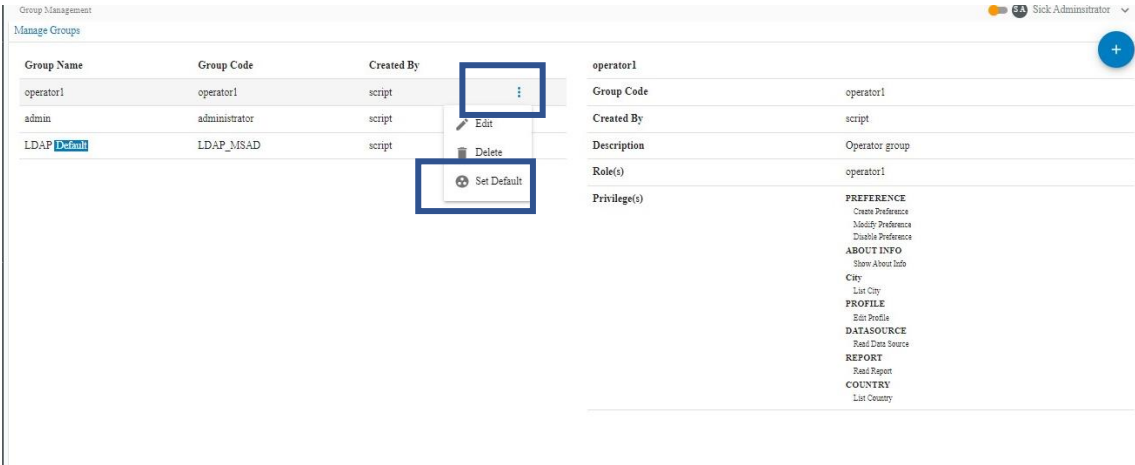 Group Management
SA Sick Adminsitrator
Manage Groups
+
Group Name Group Code Created By
operator1 operator1 script
admin administrator script
LDAP Default LDAP_MSAD script
Edit
Delete
Set Default
operator1
Group Code operator1
Created By script
Description Operator group
Role(s) operator1
Privilege(s) PREFERENCE
Create Preference
Modify Preference
Disable Preference
ABOUT INFO
Show About Info
City
List City
PROFILE
Edit Profile
DATASOURCE
Read Data Source
REPORT
Read Report
COUNTRY
List Country